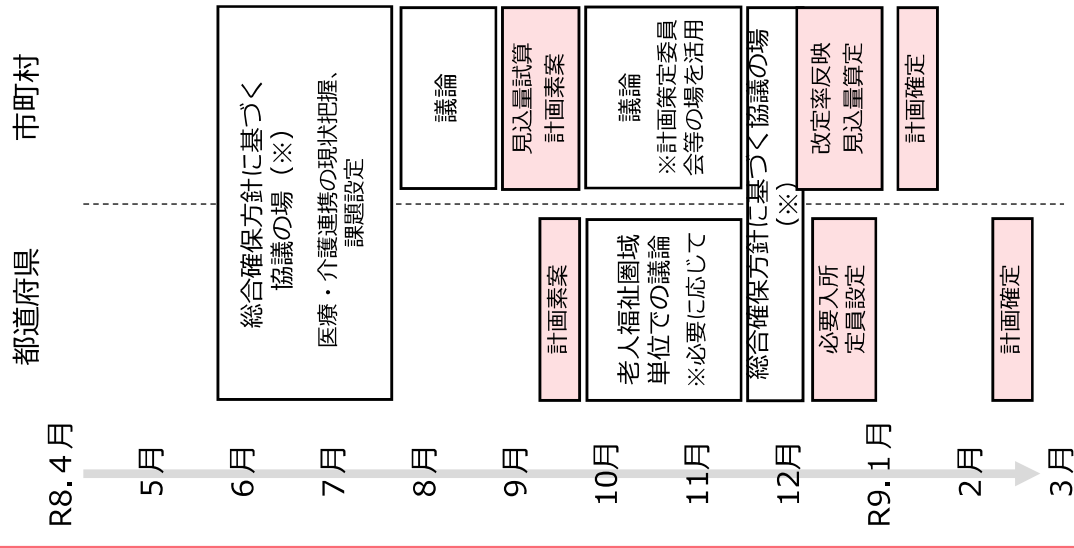 都道府県
市町村
R8.４月
5月
6月
7月
8月
9月
10月
11月
12月
R9.１月
2月
3月
総合確保方針に基づく
協議の場（※）
医療・介護連携の現状把握、
課題設定
議論
見込量試算
計画素案
計画素案
議論
※計画策定委員
会等の場を活用
老人福祉圏域
単位での議論
※必要に応じて
総合確保方針に基づく協議の場
（※）
改定率反映
見込量算定
必要入所
定員設定
計画確定
計画確定